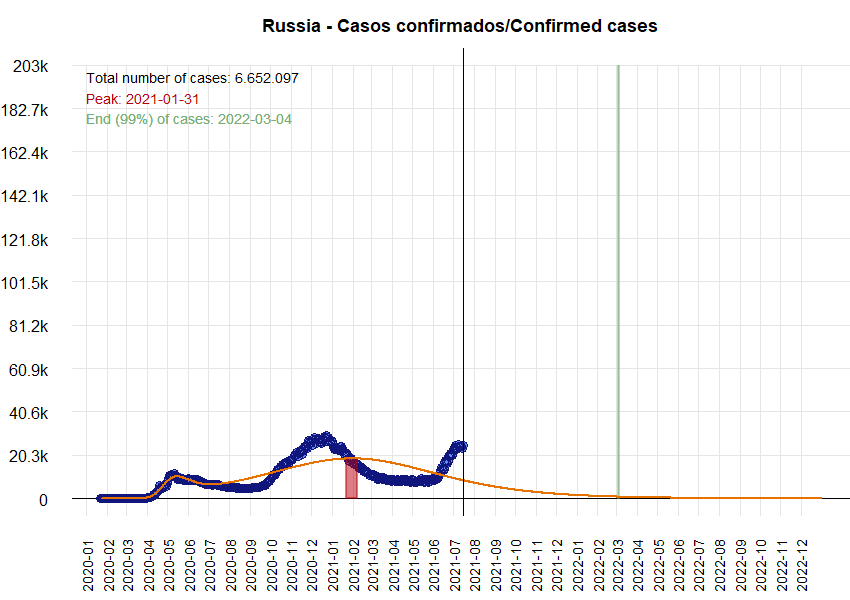 Russia - Casos confirmados/Confirmed cases
203k
Total number of cases: 6.652.097
Peak: 2021-01-31
182.7k
End (99%) of cases: 2022-03-04
162.4k
142.1k
121.8k
101.5k
81.2k
60.9k
40.6k
20.3k
0
2020-01
2020-02
2020-03
2020-04
2020-05
2020-06
2020-07
2020-08
2020-09
2020-10
2020-11
2020-12
2021-01
2021-02
2021-03
2021-04
2021-05
2021-06
2021-07
2021-08
2021-09
2021-10
2021-11
2021-12
2022-01
2022-02
2022-03
2022-04
2022-05
2022-06
2022-07
2022-08
2022-09
2022-10
2022-11
2022-12